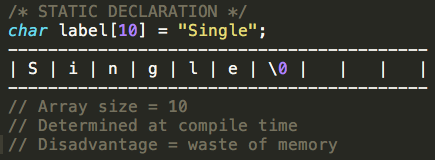 /* STATIC DECLARATION */
char label[10] = "Single";
-------------------------------------------
| S | i | n | g | l | e | \0 |   |   |   |
-------------------------------------------
// Array size = 10
// Determined at compile time
// Disadvantage = waste of memory